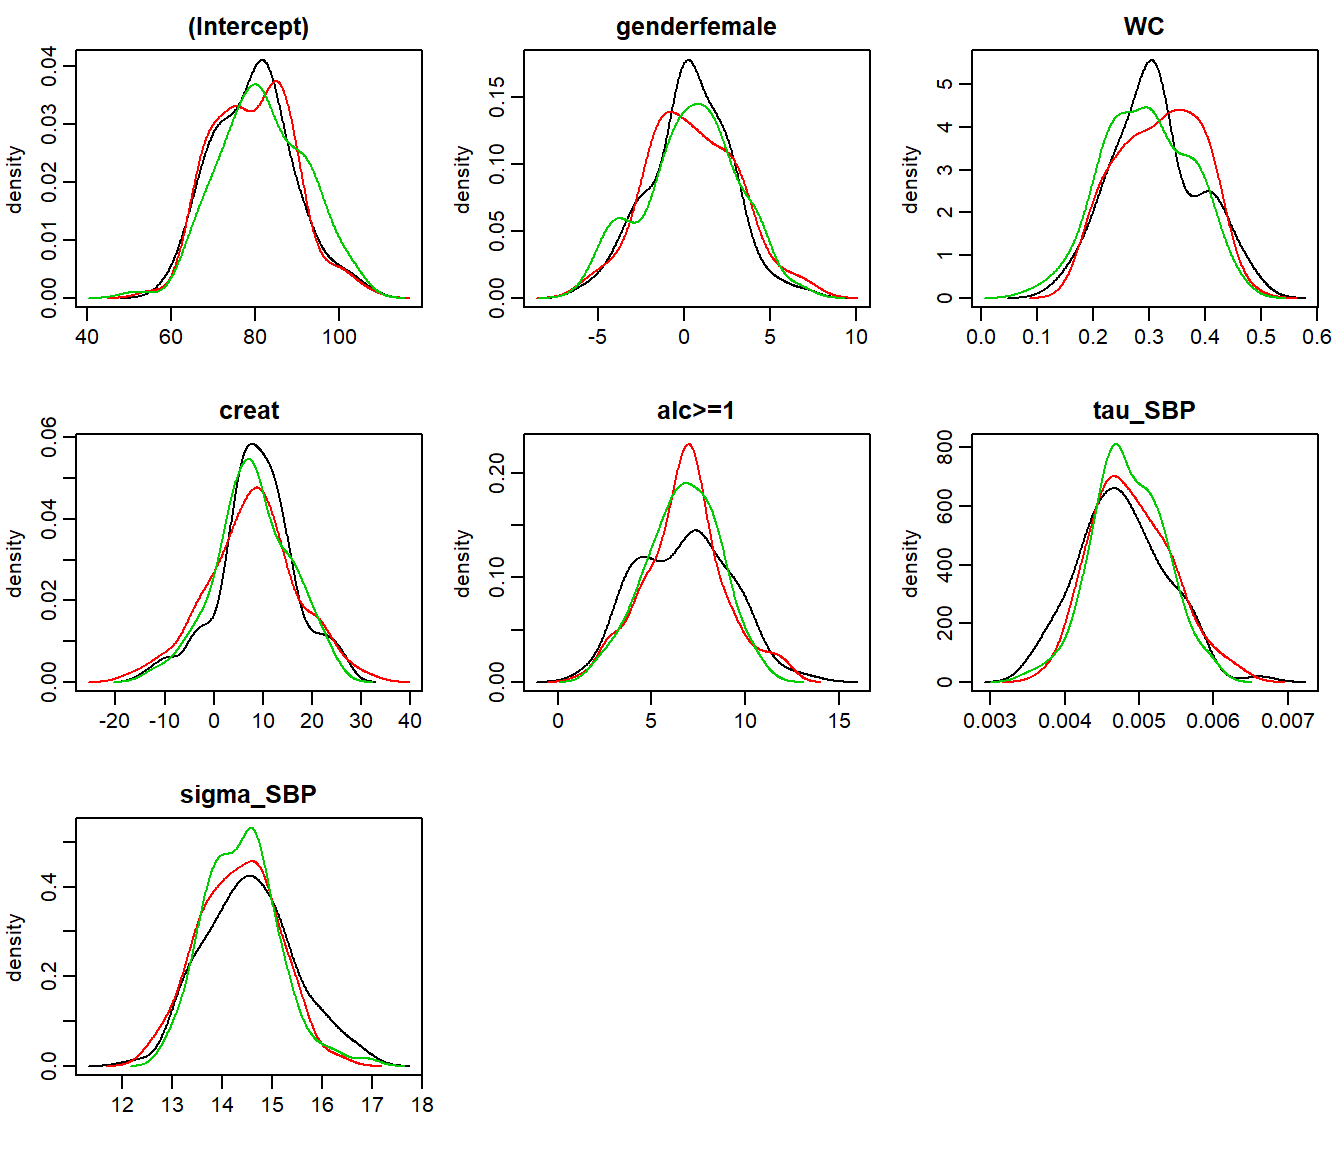 (Intercept)
density
0.00 0.01 0.02 0.03 0.04
40 60 80 100
genderfemale
density
0.00 0.05 0.10 0.15
-5 0 5 10
WC
density
0 1 2 3 4 5
0.0 0.1 0.2 0.3 0.4 0.5 0.6
creat
density
0.00 0.02 0.04 0.06
-20 -10 0 10 20 30 40
alc>=1
density
0.00 0.10 0.20
0 5 10 15
tau_SBP
density
0 200 400 600 800
0.003 0.004 0.005 0.006 0.007
sigma_SBP
density
0.0 0.2 0.4
12 13 14 15 16 17 18